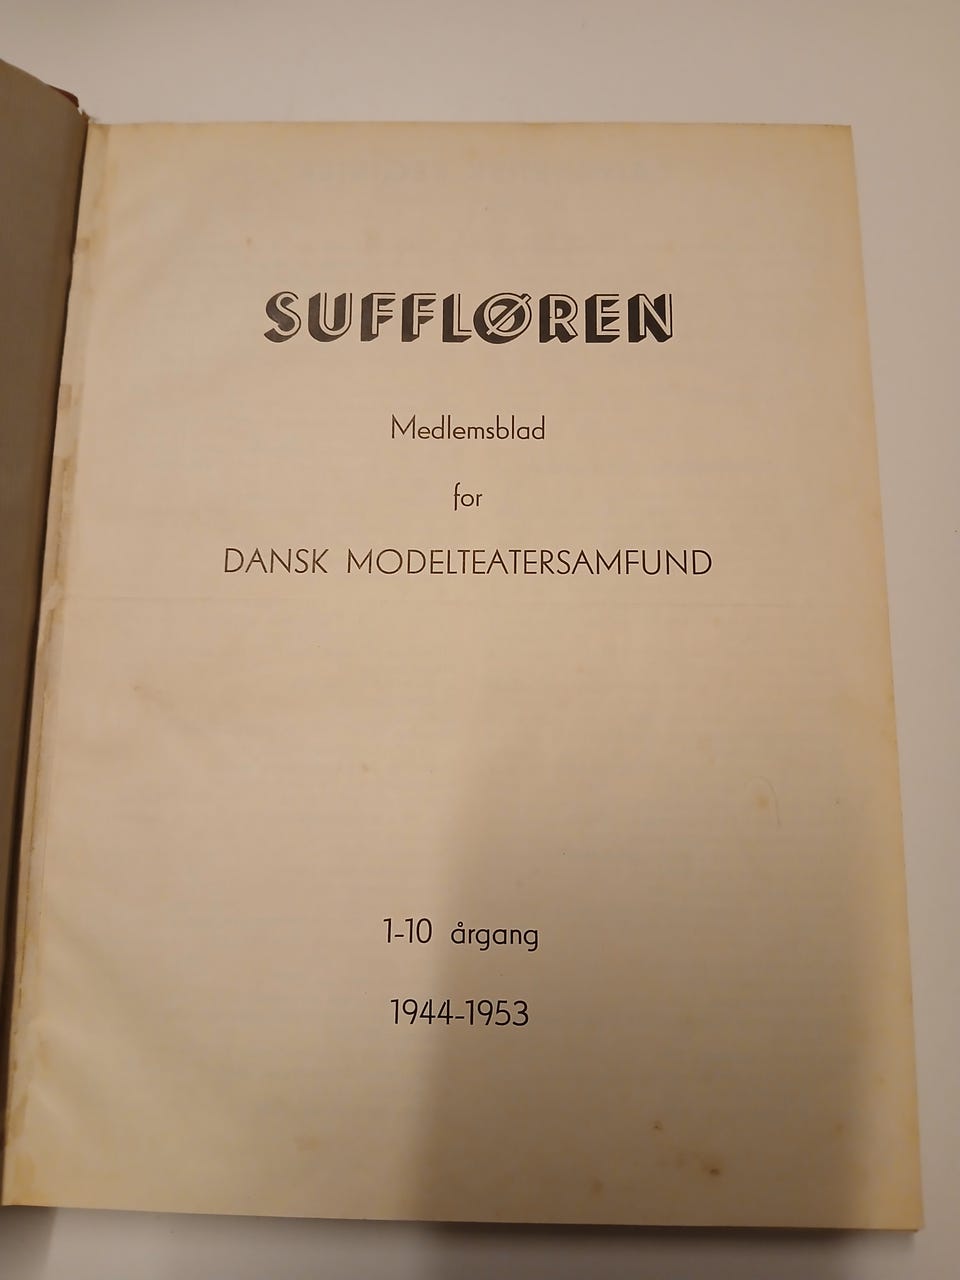 SUFFLØREN
Medlemsblad
for
DANSK MODELTEATERSAMFUND
1-10 årgang
1944-1953